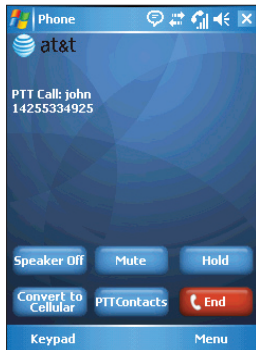 Phone
at&t
PTT Call: john
14255334925
Speaker Off
Mute
Hold
Convert to
Cellular
PTTContacts
End
Keypad
Menu